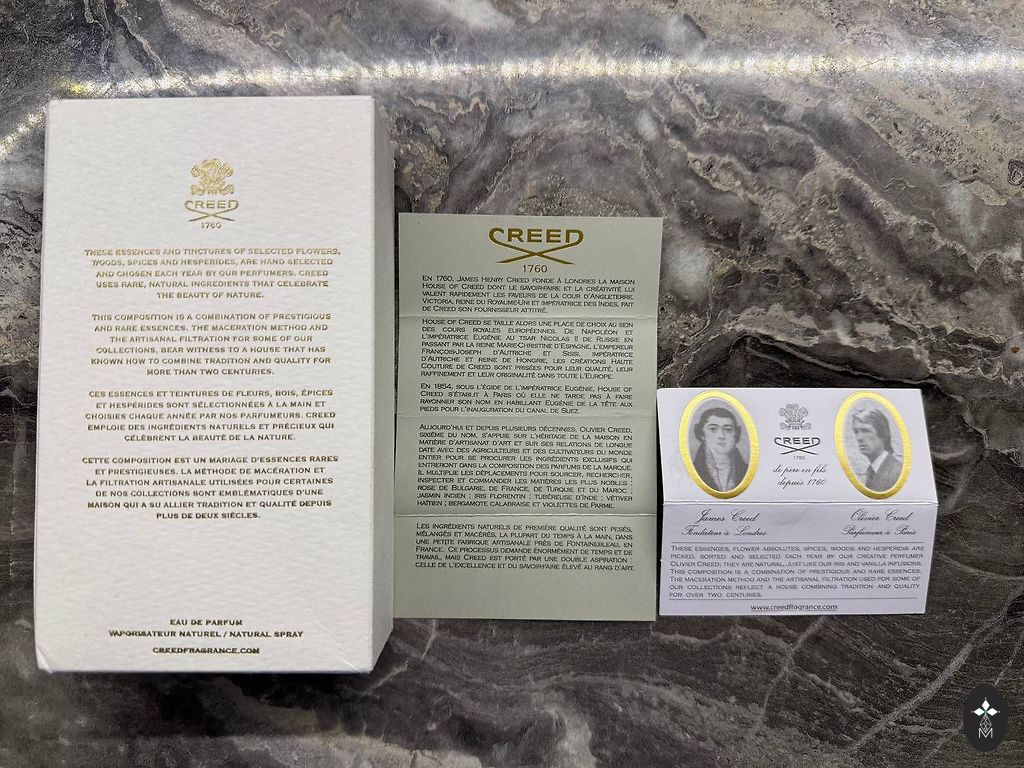 CREED
1760
THESE ESSENCES AND TINCTURES OF SELECTED FLOWERS,
WOODS, SPICES AND HESPERIDES, ARE HAND SELECTED
AND CHOSEN EACH YEAR BY OUR PERFUMERS. CREED
USES RARE, NATURAL INGREDIENTS THAT CELEBRATE
THE BEAUTY OF NATURE.
THIS COMPOSITION IS A COMBINATION OF PRESTIGIOUS
AND RARE ESSENCES. THE MACERATION METHOD AND
THE ARTISANAL FILTRATION FOR SOME OF OUR
COLLECTIONS, BEAR WITNESS TO A HOUSE THAT HAS
KNOWN HOW TO COMBINE TRADITION AND QUALITY FOR
MORE THAN TWO CENTURIES.
CES ESSENCES ET TEINTURES DE FLEURS, BOIS, ÉPICES
ET HESPÉRIDES SONT SÉLECTIONNÉES À LA MAIN ET
CHOISIES CHAQUE ANNÉE PAR NOS PARFUMEURS. CREED
EMPLOIE DES INGRÉDIENTS NATURELS ET PRÉCIEUX QUI
CÉLÈBRENT LA BEAUTÉ DE LA NATURE.
CETTE COMPOSITION EST UN MARIAGE D'ESSENCES RARES
ET PRESTIGIEUSES. LA MÉTHODE DE MACÉRATION ET
LA FILTRATION ARTISANALE UTILISÉES POUR CERTAINES
DE NOS COLLECTIONS SONT EMBLÉMATIQUES D'UNE
MAISON QUI A SU ALLIER TRADITION ET QUALITÉ DEPUIS
PLUS DE DEUX SIÈCLES.
EAU DE PARFUM
VAPORISATEUR NATUREL / NATURAL SPRAY
CREEDFRAGRANCE.COM
CREED
1760
EN 1760, JAMES HENRY CREED FONDE À LONDRES LA MAISON
HOUSE OF CREED DONT LE SAVOIR-FAIRE ET LA CRÉATIVITÉ LUI
VALENT RAPIDEMENT LES FAVEURS DE LA COUR D'ANGLETERRE.
VICTORIA, REINE DU ROYAUME-UNI ET IMPÉRATRICE DES INDES, FAIT
DE CREED SON FOURNISSEUR ATTITRÉ.
HOUSE OF CREED SE TAILLE ALORS UNE PLACE DE CHOIX AU SEIN
DES COURS ROYALES EUROPÉENNES. DE NAPOLÉON ET
L'IMPÉRATRICE EUGÉNIE AU TSAR NICOLAS II DE RUSSIE EN
PASSANT PAR LA REINE MARIE-CHRISTINE D'ESPAGNE, L'EMPEREUR
FRANÇOIS-JOSEPH D'AUTRICHE ET SISSI, IMPÉRATRICE
D'AUTRICHE ET REINE DE HONGRIE, LES CRÉATIONS HAUTE
COUTURE DE CREED SONT PRISÉES POUR LEUR QUALITÉ, LEUR
RAFFINEMENT ET LEUR ORIGINALITÉ DANS TOUTE L'EUROPE.
EN 1854, SOUS L'ÉGIDE DE L'IMPÉRATRICE EUGÉNIE, HOUSE OF
CREED S'ÉTABLIT À PARIS OÙ ELLE NE TARDE PAS À FAIRE
RAYONNER SON NOM EN HABILLANT EUGÉNIE DE LA TÊTE AUX
PIEDS POUR L'INAUGURATION DU CANAL DE SUEZ.
AUJOURD'HUI ET DEPUIS PLUSIEURS DÉCENNIES, OLIVIER CREED,
SIXIÈME DU NOM, S'APPUIE SUR L'HÉRITAGE DE LA MAISON EN
MATIÈRE D'ARTISANAT D'ART ET SUR SES RELATIONS DE LONGUE
DATE AVEC DES AGRICULTEURS ET DES CULTIVATEURS DU MONDE
ENTIER POUR SE PROCURER LES INGRÉDIENTS EXCLUSIFS QUI
ENTRERONT DANS LA COMPOSITION DES PARFUMS DE LA MARQUE.
IL MULTIPLIE LES DÉPLACEMENTS POUR SOURCER, RECHERCHER,
INSPECTER ET COMMANDER LES MATIÈRES LES PLUS NOBLES :
ROSE DE BULGARIE, DE FRANCE, DE TURQUIE ET DU MAROC ;
JASMIN INDIEN ; IRIS FLORENTIN ; TUBÉREUSE D'INDE ; VÉTIVER
HAÏTIEN ; BERGAMOTE CALABRAISE ET VIOLETTES DE PARME.
LES INGRÉDIENTS NATURELS DE PREMIÈRE QUALITÉ SONT PESÉS,
MÉLANGÉS ET MACÉRÉS, LA PLUPART DU TEMPS À LA MAIN, DANS
UNE PETITE FABRIQUE ARTISANALE PRÈS DE FONTAINEBLEAU, EN
FRANCE. CE PROCESSUS DEMANDE ÉNORMÉMENT DE TEMPS ET DE
TRAVAIL, MAIS CREED EST PORTÉ PAR UNE DOUBLE ASPIRATION :
CELLE DE L'EXCELLENCE ET DU SAVOIR-FAIRE ÉLEVÉ AU RANG D'ART.
CREED
1760
de père en fils
depuis 1760
James Creed Olivier Creed
Fondateur à Londres Parfumeur à Paris
THESE ESSENCES, FLOWER ABSOLUTES, SPICES, WOODS AND HESPERIDIA ARE
PICKED, SORTED AND SELECTED EACH YEAR BY OUR CREATIVE PERFUMER
OLIVIER CREED; THEY ARE NATURAL, JUST LIKE OUR IRIS AND VANILLA INFUSIONS.
THIS COMPOSITION IS A COMBINATION OF PRESTIGIOUS AND RARE ESSENCES.
THE MACERATION METHOD AND THE ARTISANAL FILTRATION USED FOR SOME OF
OUR COLLECTIONS REFLECT A HOUSE COMBINING TRADITION AND QUALITY
FOR OVER TWO CENTURIES.
www.creedfragrance.com
M